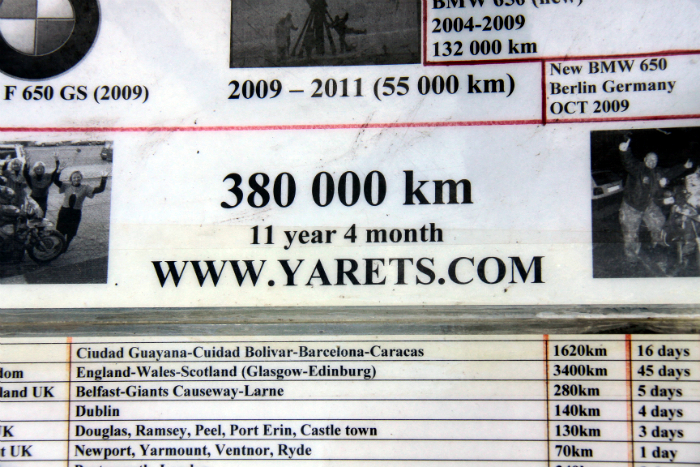 BMW 650 (new)
2004-2009
132 000 km
F 650 GS (2009)
2009 – 2011 (55 000 km)
New BMW 650
Berlin Germany
OCT 2009
380 000 km
11 year 4 month
WWW.YARETS.COM
Ciudad Guayana-Cuidad Bolivar-Barcelona-Caracas 1620km 16 days
dom England-Wales-Scotland (Glasgow-Edinburg) 3400km 45 days
land UK Belfast-Giants Causeway-Larne 280km 5 days
Dublin 140km 4 days
UK Douglas, Ramsey, Peel, Port Erin, Castle town 130km 3 days
t UK Newport, Yarmount, Ventnor, Ryde 70km 1 day